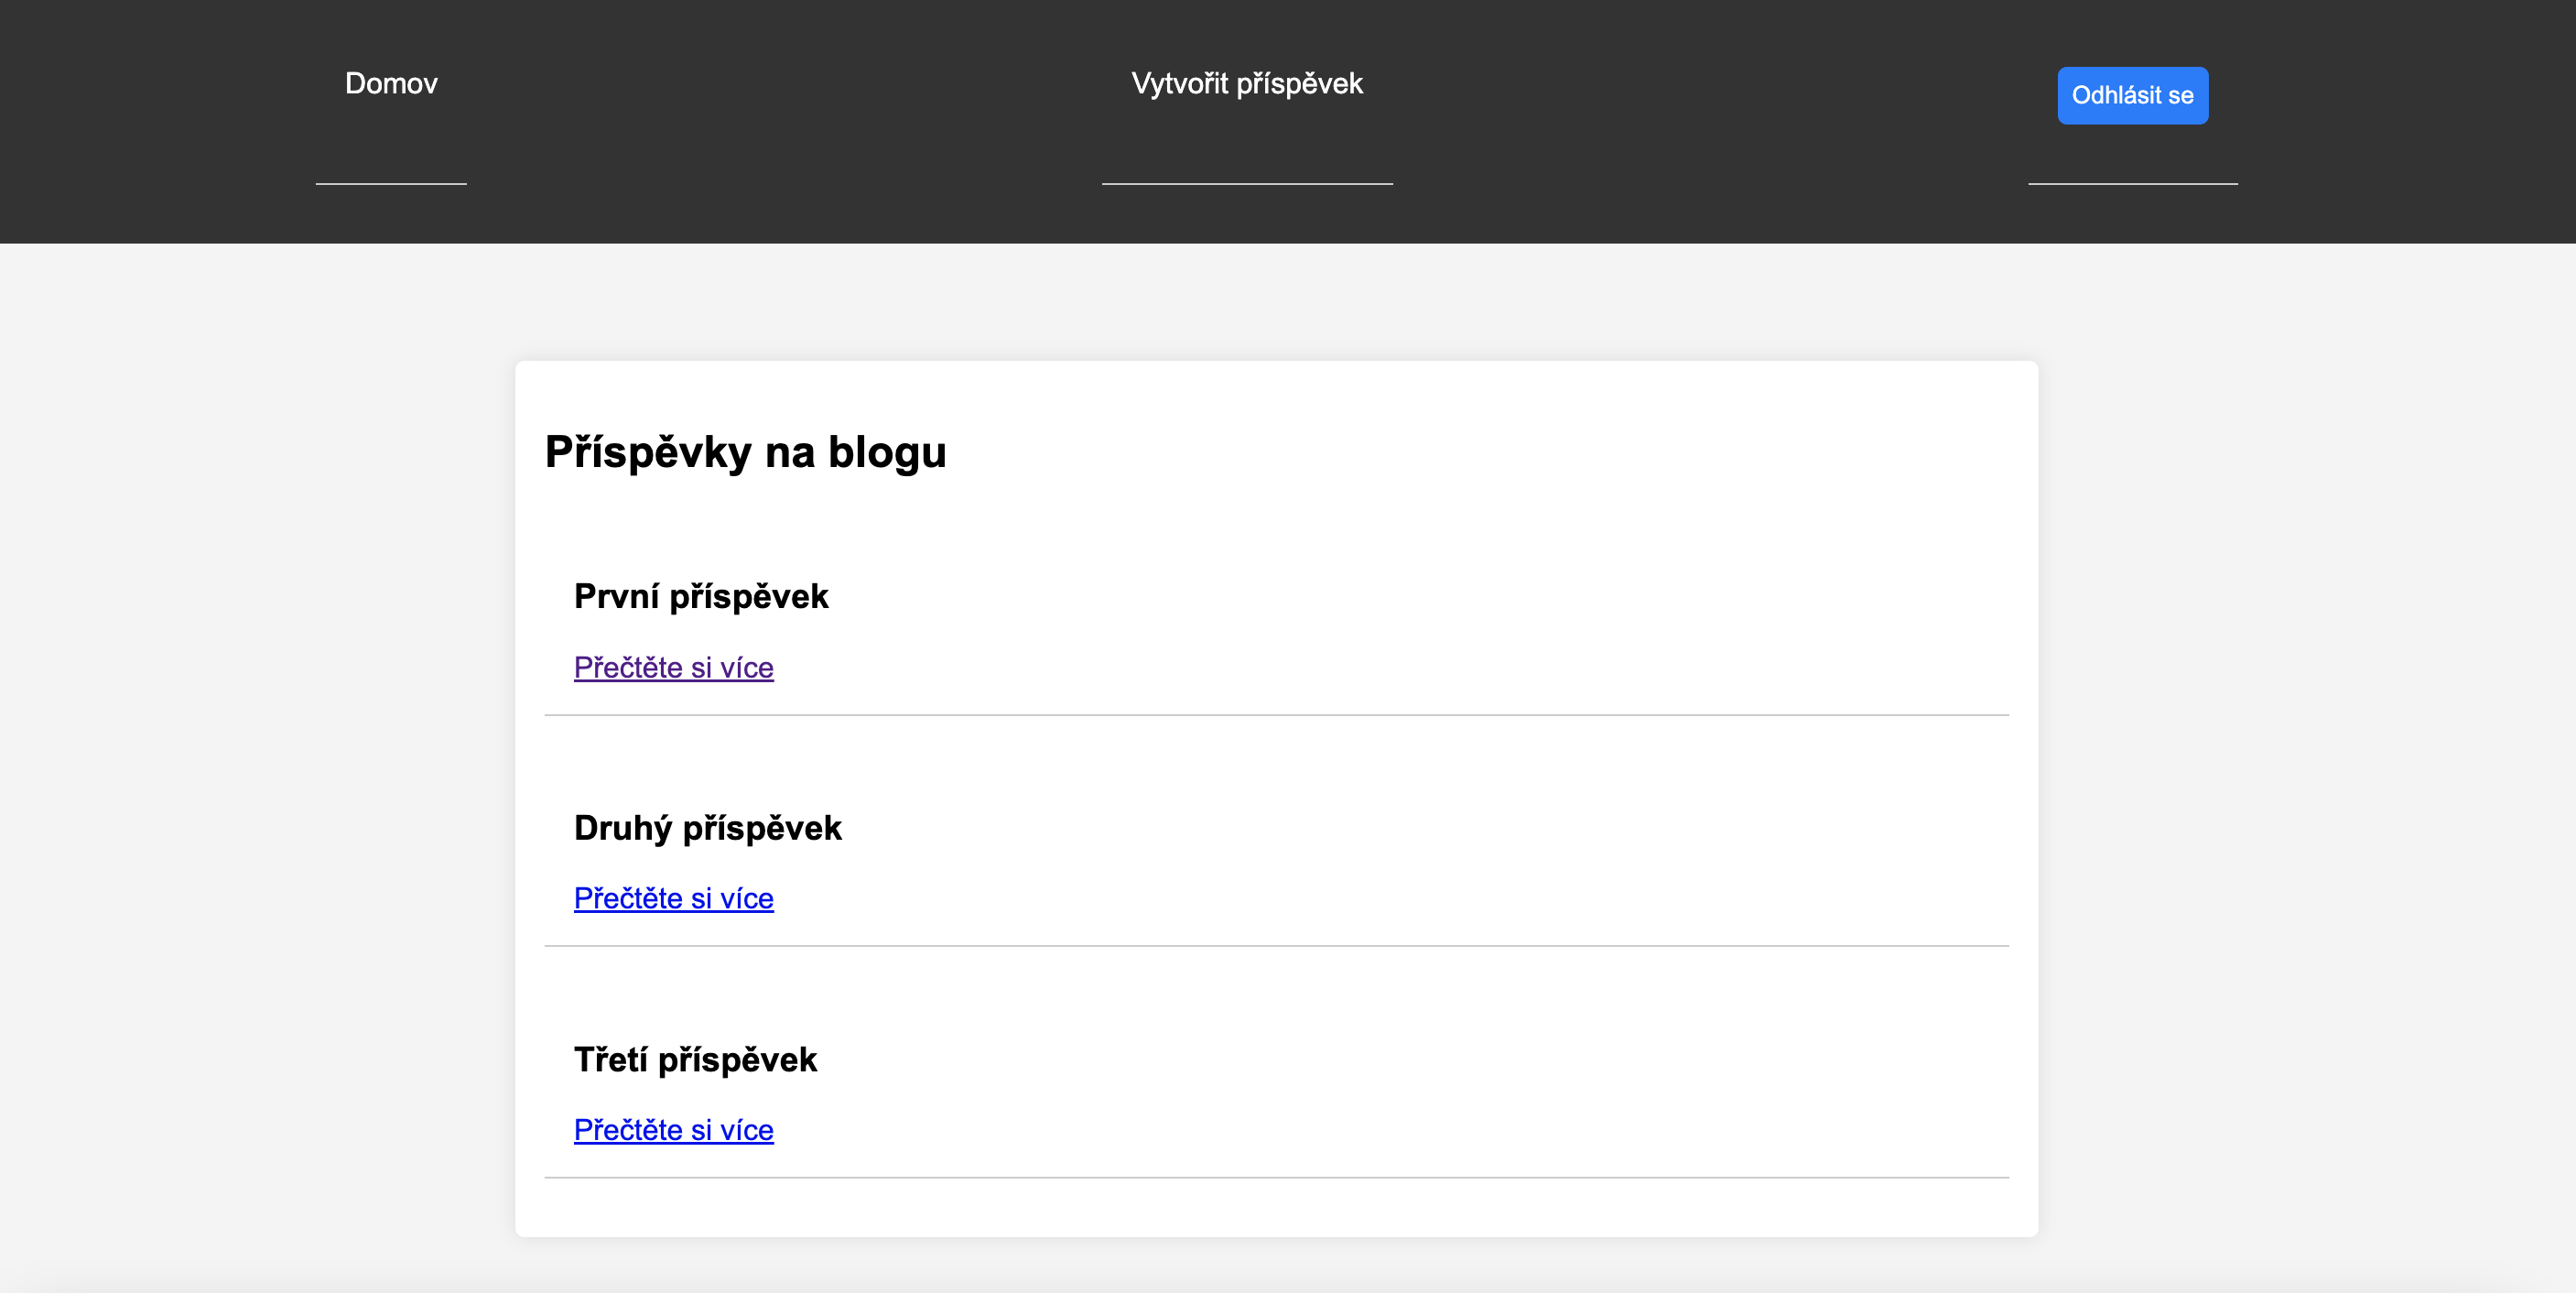 Domov
Vytvořit příspěvek
Odhlásit se
Příspěvky na blogu
První příspěvek
Přečtěte si více
Druhý příspěvek
Přečtěte si více
Třetí příspěvek
Přečtěte si více